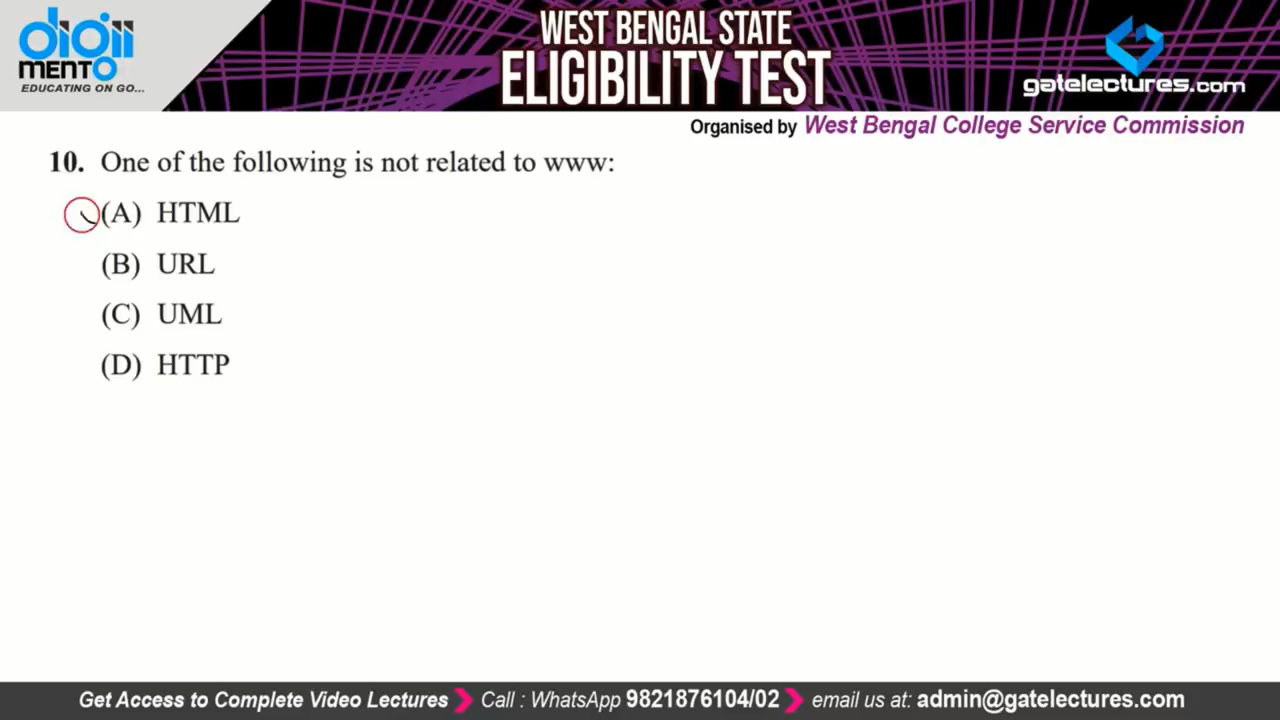 digii
MENTO
EDUCATING ON GO...
WEST BENGAL STATE
ELIGIBILITY TEST
gatelectures.com
Organised by West Bengal College Service Commission
10. One of the following is not related to www:
(A) HTML
(B) URL
(C) UML
(D) HTTP
Get Access to Complete Video Lectures Call : WhatsApp 9821876104/02 email us at: admin@gatelectures.com